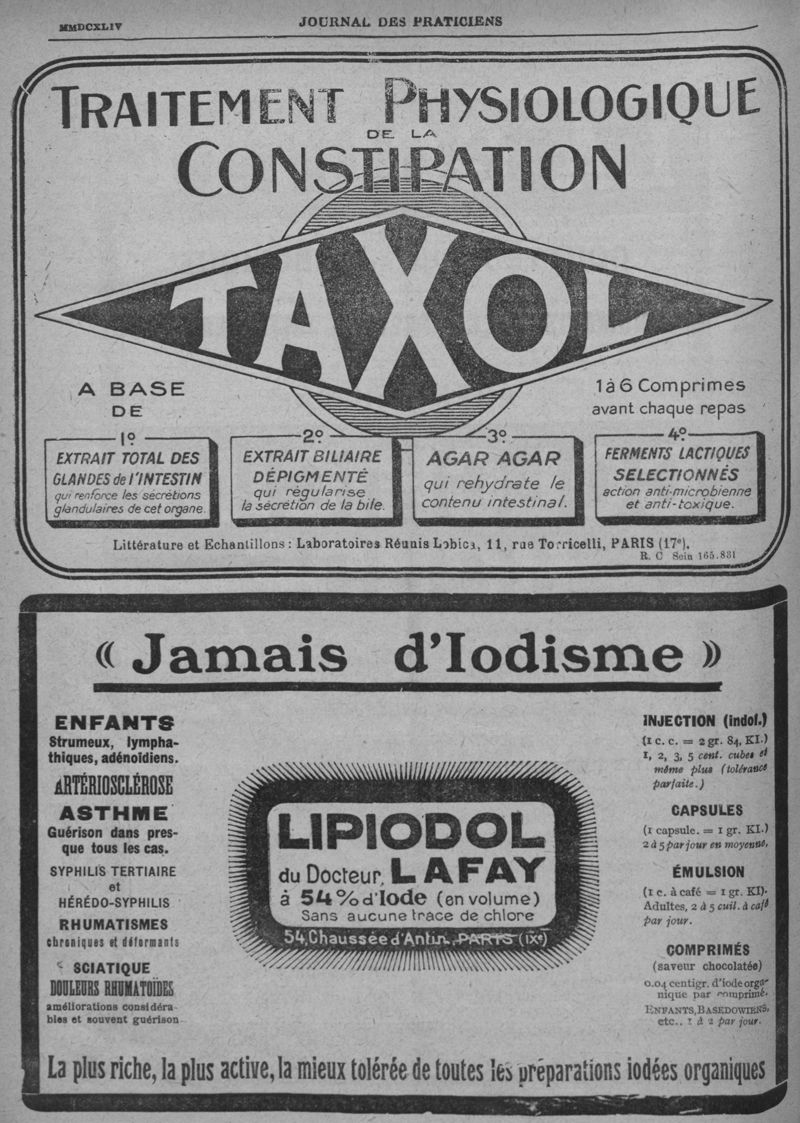 MMDCXLIV
JOURNAL DES PRATICIENS
TRAITEMENT PHYSIOLOGIQUE
DE LA
CONSTIPATION
TAXOL
A BASE
DE
1 à 6 Comprimes
avant chaque repas
1º
EXTRAIT TOTAL DES
GLANDES de l'INTESTIN
qui renforce les sécrétions
glandulaires de cet organe.
2º
EXTRAIT BILIAIRE
DÉPIGMENTÉ
qui régularise
la sécrétion de la bile.
3º
AGAR AGAR
qui rehydrate le
contenu intestinal.
4º
FERMENTS LACTIQUES
SELECTIONNÉS
action anti-microbienne
et anti-toxique.
Littérature et Echantillons : Laboratoires Réunis Lobica, 11, rue Torricelli, PARIS (17e).
R. C Sein 165.831
« Jamais d'Iodisme »
ENFANTS
Strumeux, lympha-
thiques, adénoïdiens.
ARTÉRIOSCLÉROSE
ASTHME
Guérison dans pres-
que tous les cas.
SYPHILIS TERTIAIRE
et
HÉRÉDO-SYPHILIS
RHUMATISMES
chroniques et déformants
SCIATIQUE
DOULEURS RHUMATOÏDES
améliorations considéra-
bles et souvent guérison
LIPIODOL
du Docteur, LAFAY
à 54% d'Iode (en volume)
Sans aucune trace de chlore
54, Chaussée d'Antin, PARIS (IXe)
INJECTION (indol.)
(1 c. c. = 2 gr. 84, KI.)
1, 2, 3, 5 cent. cubes et
même plus (tolérance
parfaite.)
CAPSULES
(1 capsule. = 1 gr. KI.)
2 à 5 par jour en moyenne.
ÉMULSION
(1 c. à café = 1 gr. KI).
Adultes, 2 à 5 cuil. à café
par jour.
COMPRIMÉS
(saveur chocolatée)
0.04 centigr. d'iode orga-
nique par comprimé.
ENFANTS, BASEDOWIENS,
etc.. 1 à 2 par jour.
La plus riche, la plus active, la mieux tolérée de toutes les préparations iodées organiques